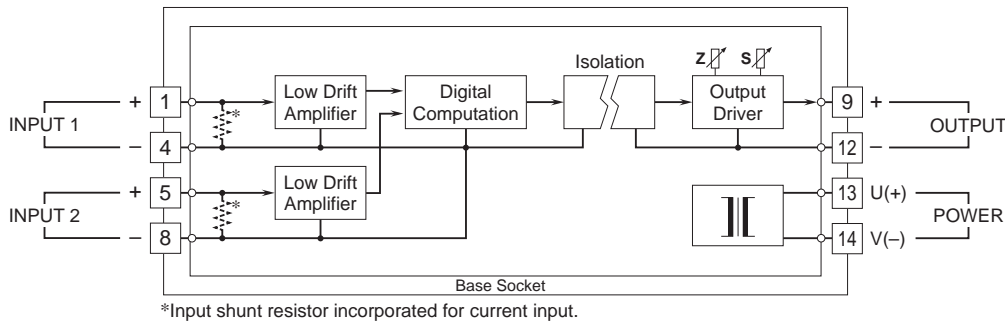 Isolation
Z
S
INPUT 1
+
1
*
Low Drift
Amplifier
Digital
Computation
Output
Driver
9
+
OUTPUT
–
4
12
–
INPUT 2
+
5
*
Low Drift
Amplifier
13
U(+)
POWER
–
8
14
V(–)
Base Socket
*Input shunt resistor incorporated for current input.